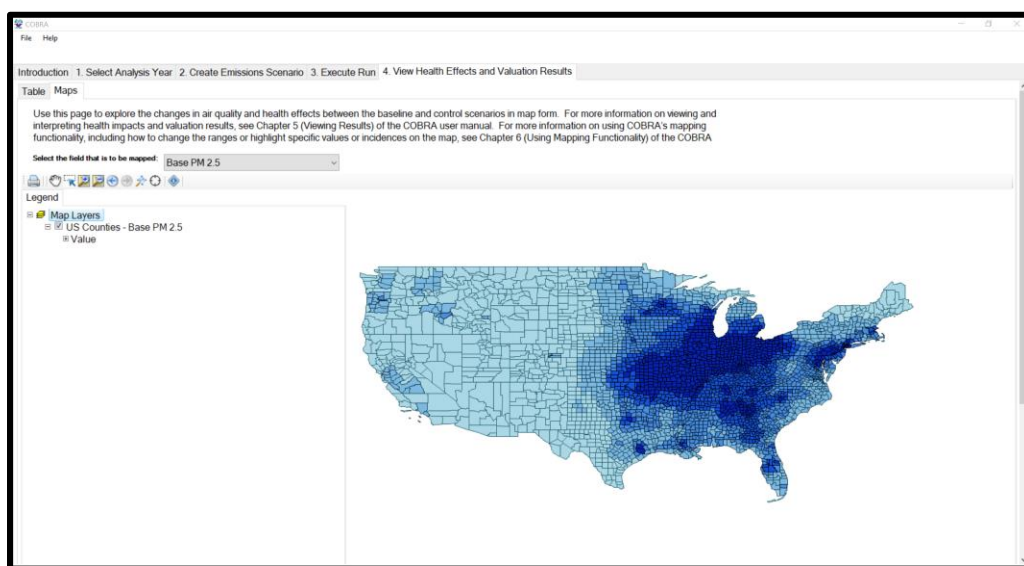 COBRA
File Help
Introduction 1. Select Analysis Year 2. Create Emissions Scenario 3. Execute Run 4. View Health Effects and Valuation Results
Table Maps
Use this page to explore the changes in air quality and health effects between the baseline and control scenarios in map form. For more information on viewing and
interpreting health impacts and valuation results, see Chapter 5 (Viewing Results) of the COBRA user manual. For more information on using COBRA's mapping
functionality, including how to change the ranges or highlight specific values or incidences on the map, see Chapter 6 (Using Mapping Functionality) of the COBRA
Select the field that is to be mapped: Base PM 2.5
Legend
Map Layers
US Counties - Base PM 2.5
Value